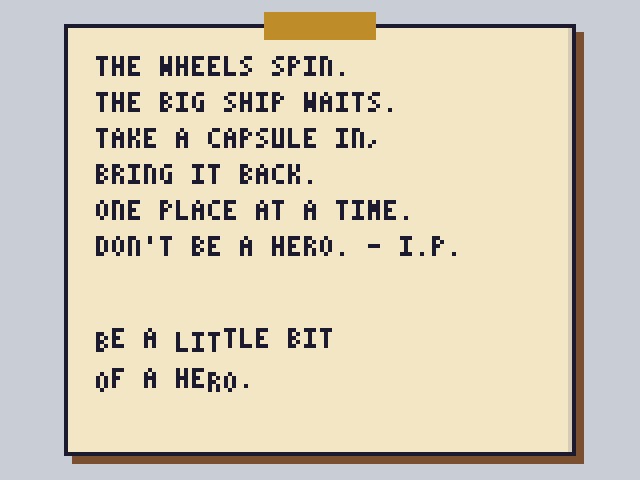 THE WHEELS SPIN.
THE BIG SHIP WAITS.
TAKE A CAPSULE IN,
BRING IT BACK.
ONE PLACE AT A TIME.
DON'T BE A HERO. - I.P.
BE A LITTLE BIT
OF A HERO.